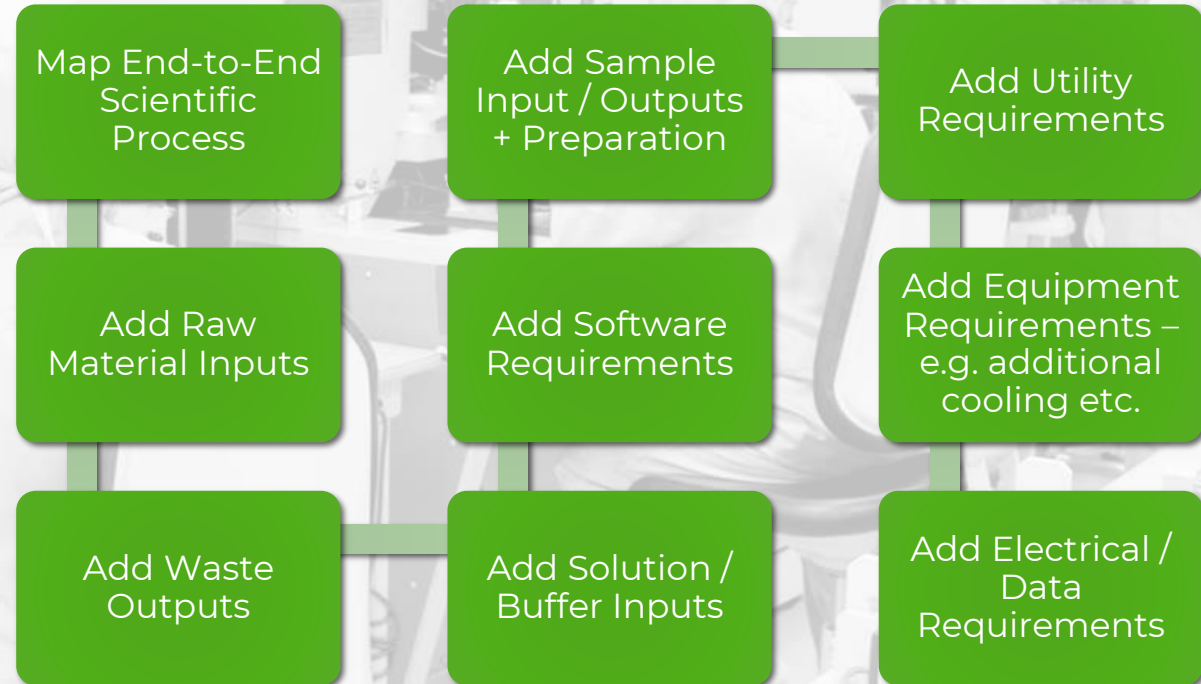 Map End-to-End
Scientific
Process
Add Raw
Material Inputs
Add Waste
Outputs
Add Solution /
Buffer Inputs
Add Software
Requirements
Add Sample
Input / Outputs
+ Preparation
Add Utility
Requirements
Add Equipment
Requirements –
e.g. additional
cooling etc.
Add Electrical /
Data
Requirements